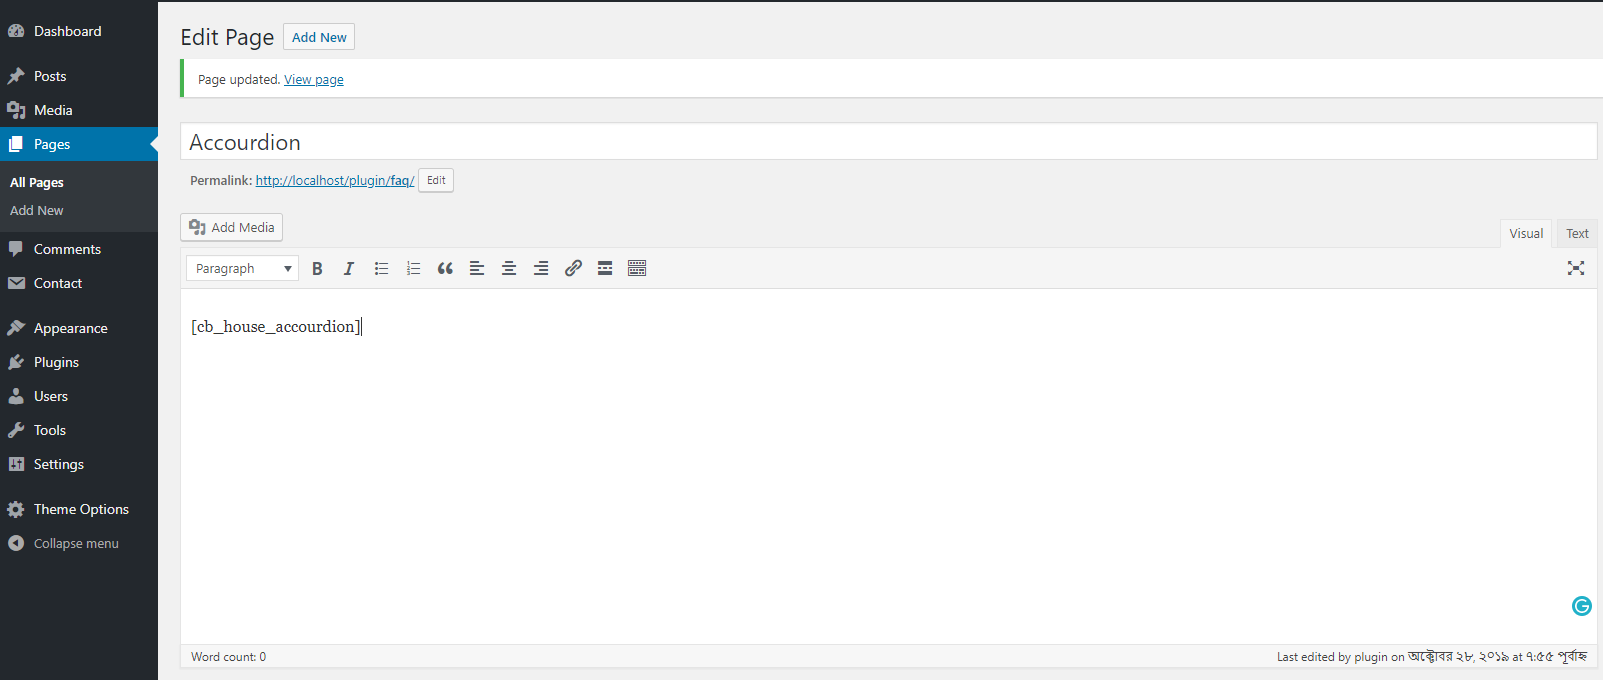 Dashboard
Posts
Media
Pages
All Pages
Add New
Comments
Contact
Appearance
Plugins
Users
Tools
Settings
Theme Options
Collapse menu
Edit Page Add New
Page updated. View page
Accourdion
Permalink: http://localhost/plugin/faq/ Edit
Add Media
Visual Text
Paragraph B I
[cb_house_accourdion]
Word count: 0
Last edited by plugin on অক্টোবর ২৮, ২০১৯ at ৭:৫৫ পূর্বাহ্ন